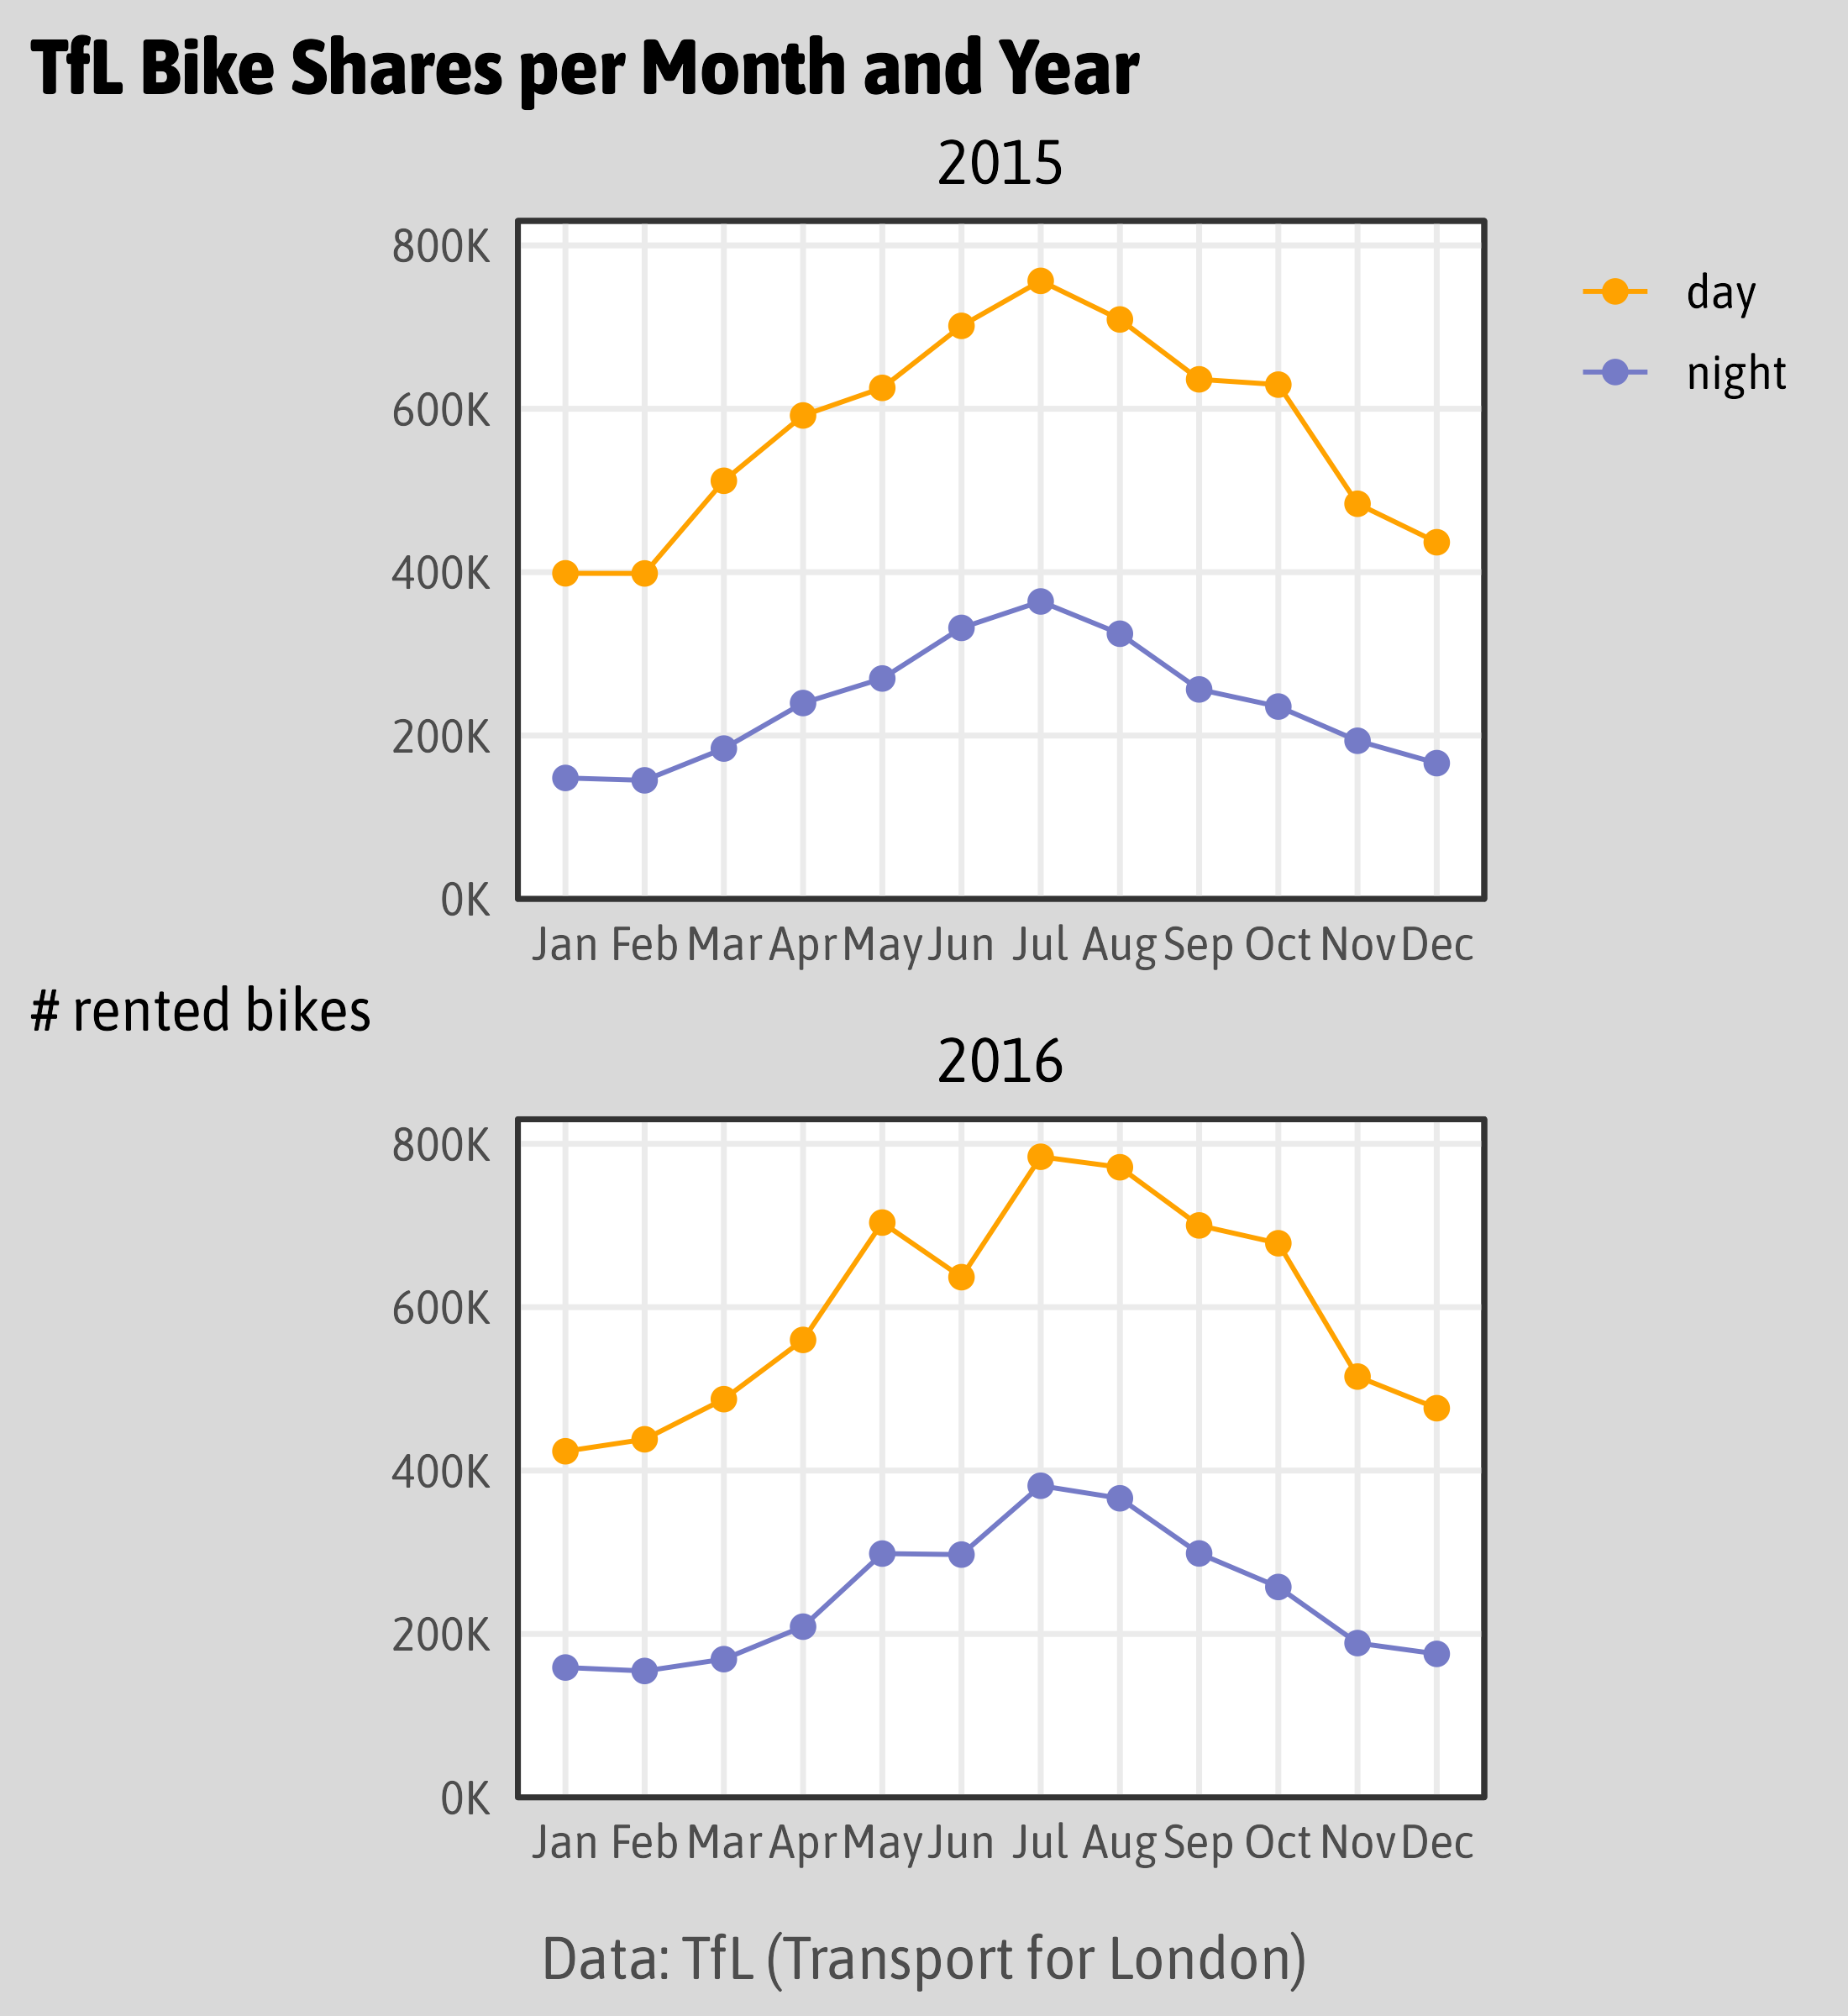 TfL Bike Shares per Month and Year
2015
800K
600K
400K
200K
0K
Jan Feb Mar Apr May Jun Jul Aug Sep Oct Nov Dec
day
night
# rented bikes
2016
800K
600K
400K
200K
0K
Jan Feb Mar Apr May Jun Jul Aug Sep Oct Nov Dec
Data: TfL (Transport for London)